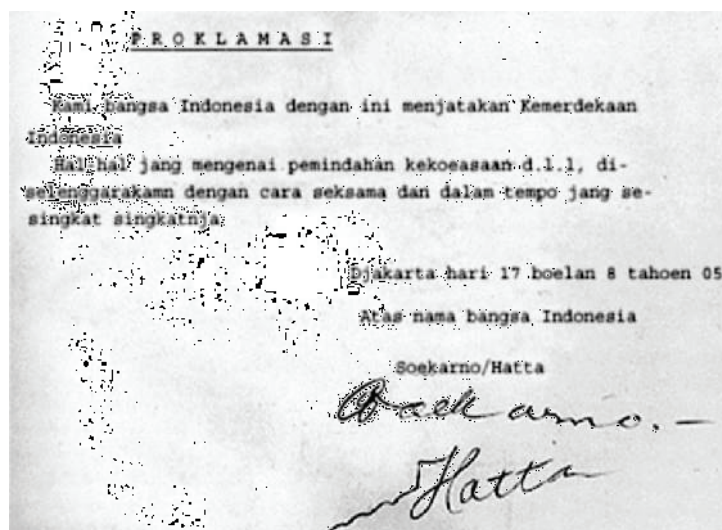 P R O K L A M A S I
Kami bangsa Indonesia dengan ini menjatakan Kemerdekaan
Indonesia
Hal hal jang mengenai pemindahan kekoeasaan d.l.l, di-
selenggarakamn dengan cara seksama dan dalam tempo jang se-
singkat singkatnja
Djakarta hari 17 boelan 8 tahoen 05
Atas nama bangsa Indonesia
Soekarno/Hatta
Soekarno.-
Hatta